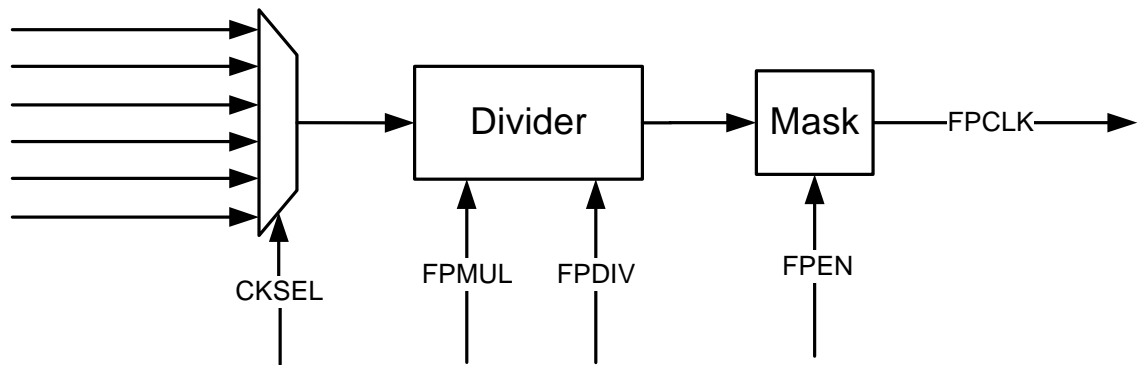 Divider
Mask
FPCLK
CKSEL
FPMUL
FPDIV
FPEN